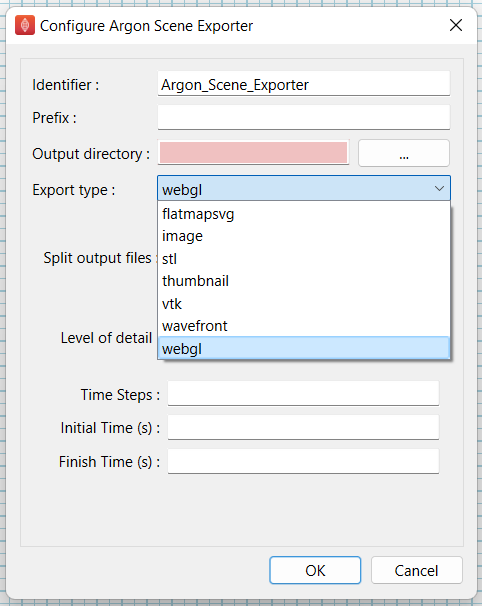 Configure Argon Scene Exporter
Identifier : Argon_Scene_Exporter
Prefix :
Output directory : ...
Export type : webgl
flatmapsvg
image
Split output files :
stl
thumbnail
vtk
wavefront
Level of detail
webgl
Time Steps :
Initial Time (s) :
Finish Time (s) :
OK Cancel